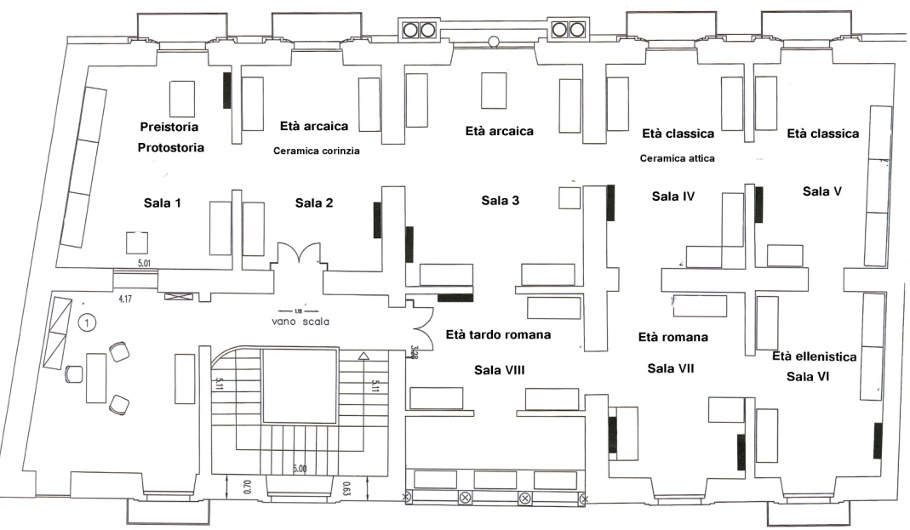 Preistoria
Protostoria
Sala 1
Età arcaica
Ceramica corinzia
Sala 2
Età arcaica
Sala 3
Età classica
Ceramica attica
Sala IV
Età classica
Sala V
5.01
4.17
1
1.18
vano scala
3.28
Età tardo romana
Sala VIII
Età romana
Sala VII
Età ellenistica
Sala VI
5.11
5.11
5.00
0.70
0.63